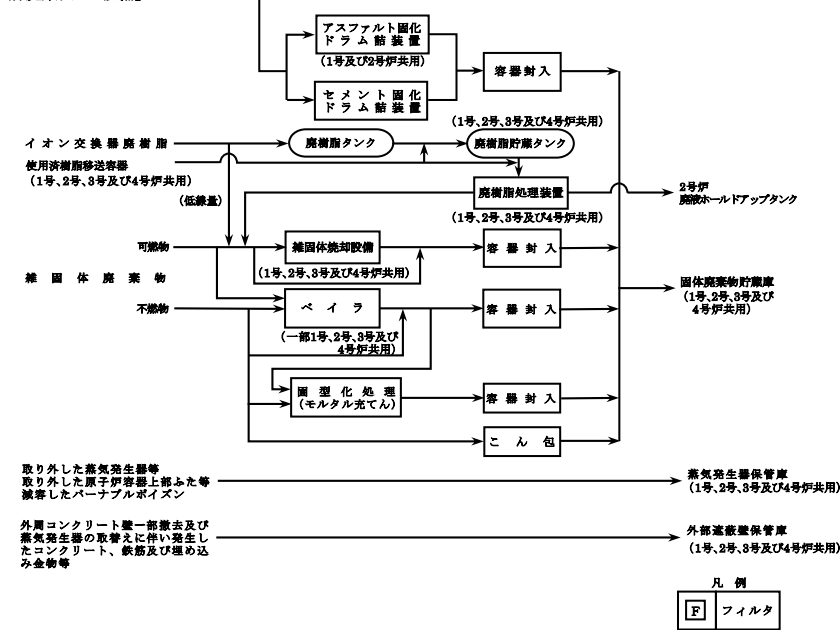 アスファルト固化
ドラム詰装置
(1号及び2号炉共用)
セメント固化
ドラム詰装置
容器封入
イオン交換器廃樹脂
廃樹脂タンク
(1号、2号、3号及び4号炉共用)
廃樹脂貯蔵タンク
使用済樹脂移送容器
(1号、2号、3号及び4号炉共用)
(低線量)
廃樹脂処理装置
(1号、2号、3号及び4号炉共用)
2号炉
廃液ホールドアップタンク
可燃物
雑固体焼却設備
(1号、2号、3号及び4号炉共用)
容器封入
雑固体廃棄物
固体廃棄物貯蔵庫
(1号、2号、3号及び
4号炉共用)
不燃物
ベイラ
(一部1号、2号、3号及び
4号炉共用)
容器封入
固型化処理
(モルタル充てん)
容器封入
こん包
取り外した蒸気発生器等
取り外した原子炉容器上部ふた等
減容したバーナブルポイズン
蒸気発生器保管庫
(1号、2号、3号及び4号炉共用)
外周コンクリート壁一部撤去及び
蒸気発生器の取替えに伴い発生し
たコンクリート、鉄筋及び埋め込
み金物等
外部遮蔽壁保管庫
(1号、2号、3号及び4号炉共用)
凡例
F フィルタ